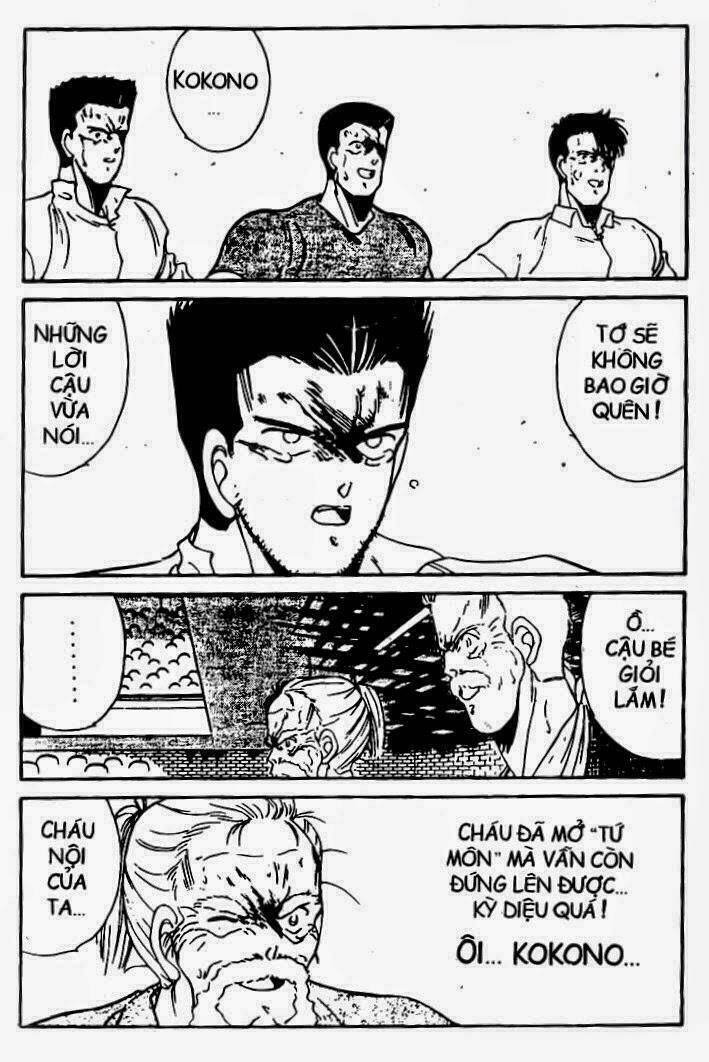 KOKONO
...
NHỮNG
LỜI
CẬU
VỪA
NÓI...
TỚ SẼ
KHÔNG
BAO GIỜ
QUÊN!
......
Ồ...
CẬU BÉ
GIỎI
LẮM!
CHÁU
NỘI
CỦA
TA...
CHÁU ĐÃ MỞ “TỨ
MÔN” MÀ VẪN CÒN
ĐỨNG LÊN ĐƯỢC...
KỲ DIỆU QUÁ!
ÔI... KOKONO...